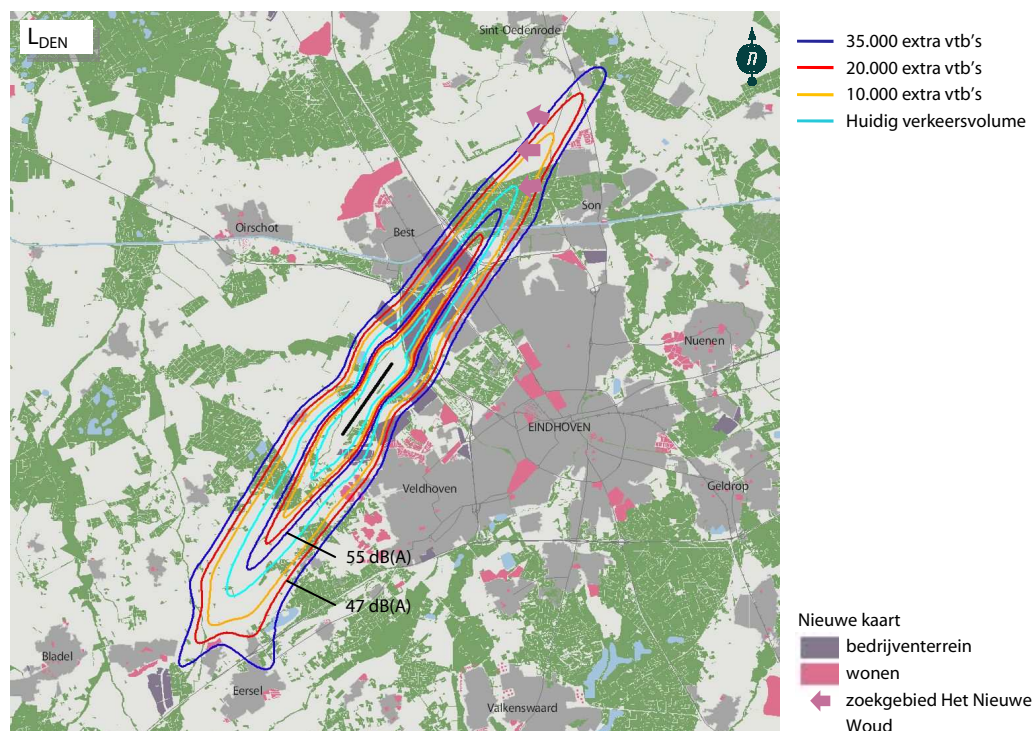 LDEN
Sint-Oedenrode
n
35.000 extra vtb's
20.000 extra vtb's
10.000 extra vtb's
Huidig verkeersvolume
Oirschot
Best
Son
Nuenen
EINDHOVEN
Veldhoven
Geldrop
55 dB(A)
47 dB(A)
Bladel
Eersel
Valkenswaard
Nieuwe kaart
bedrijventerrein
wonen
zoekgebied Het Nieuwe
Woud